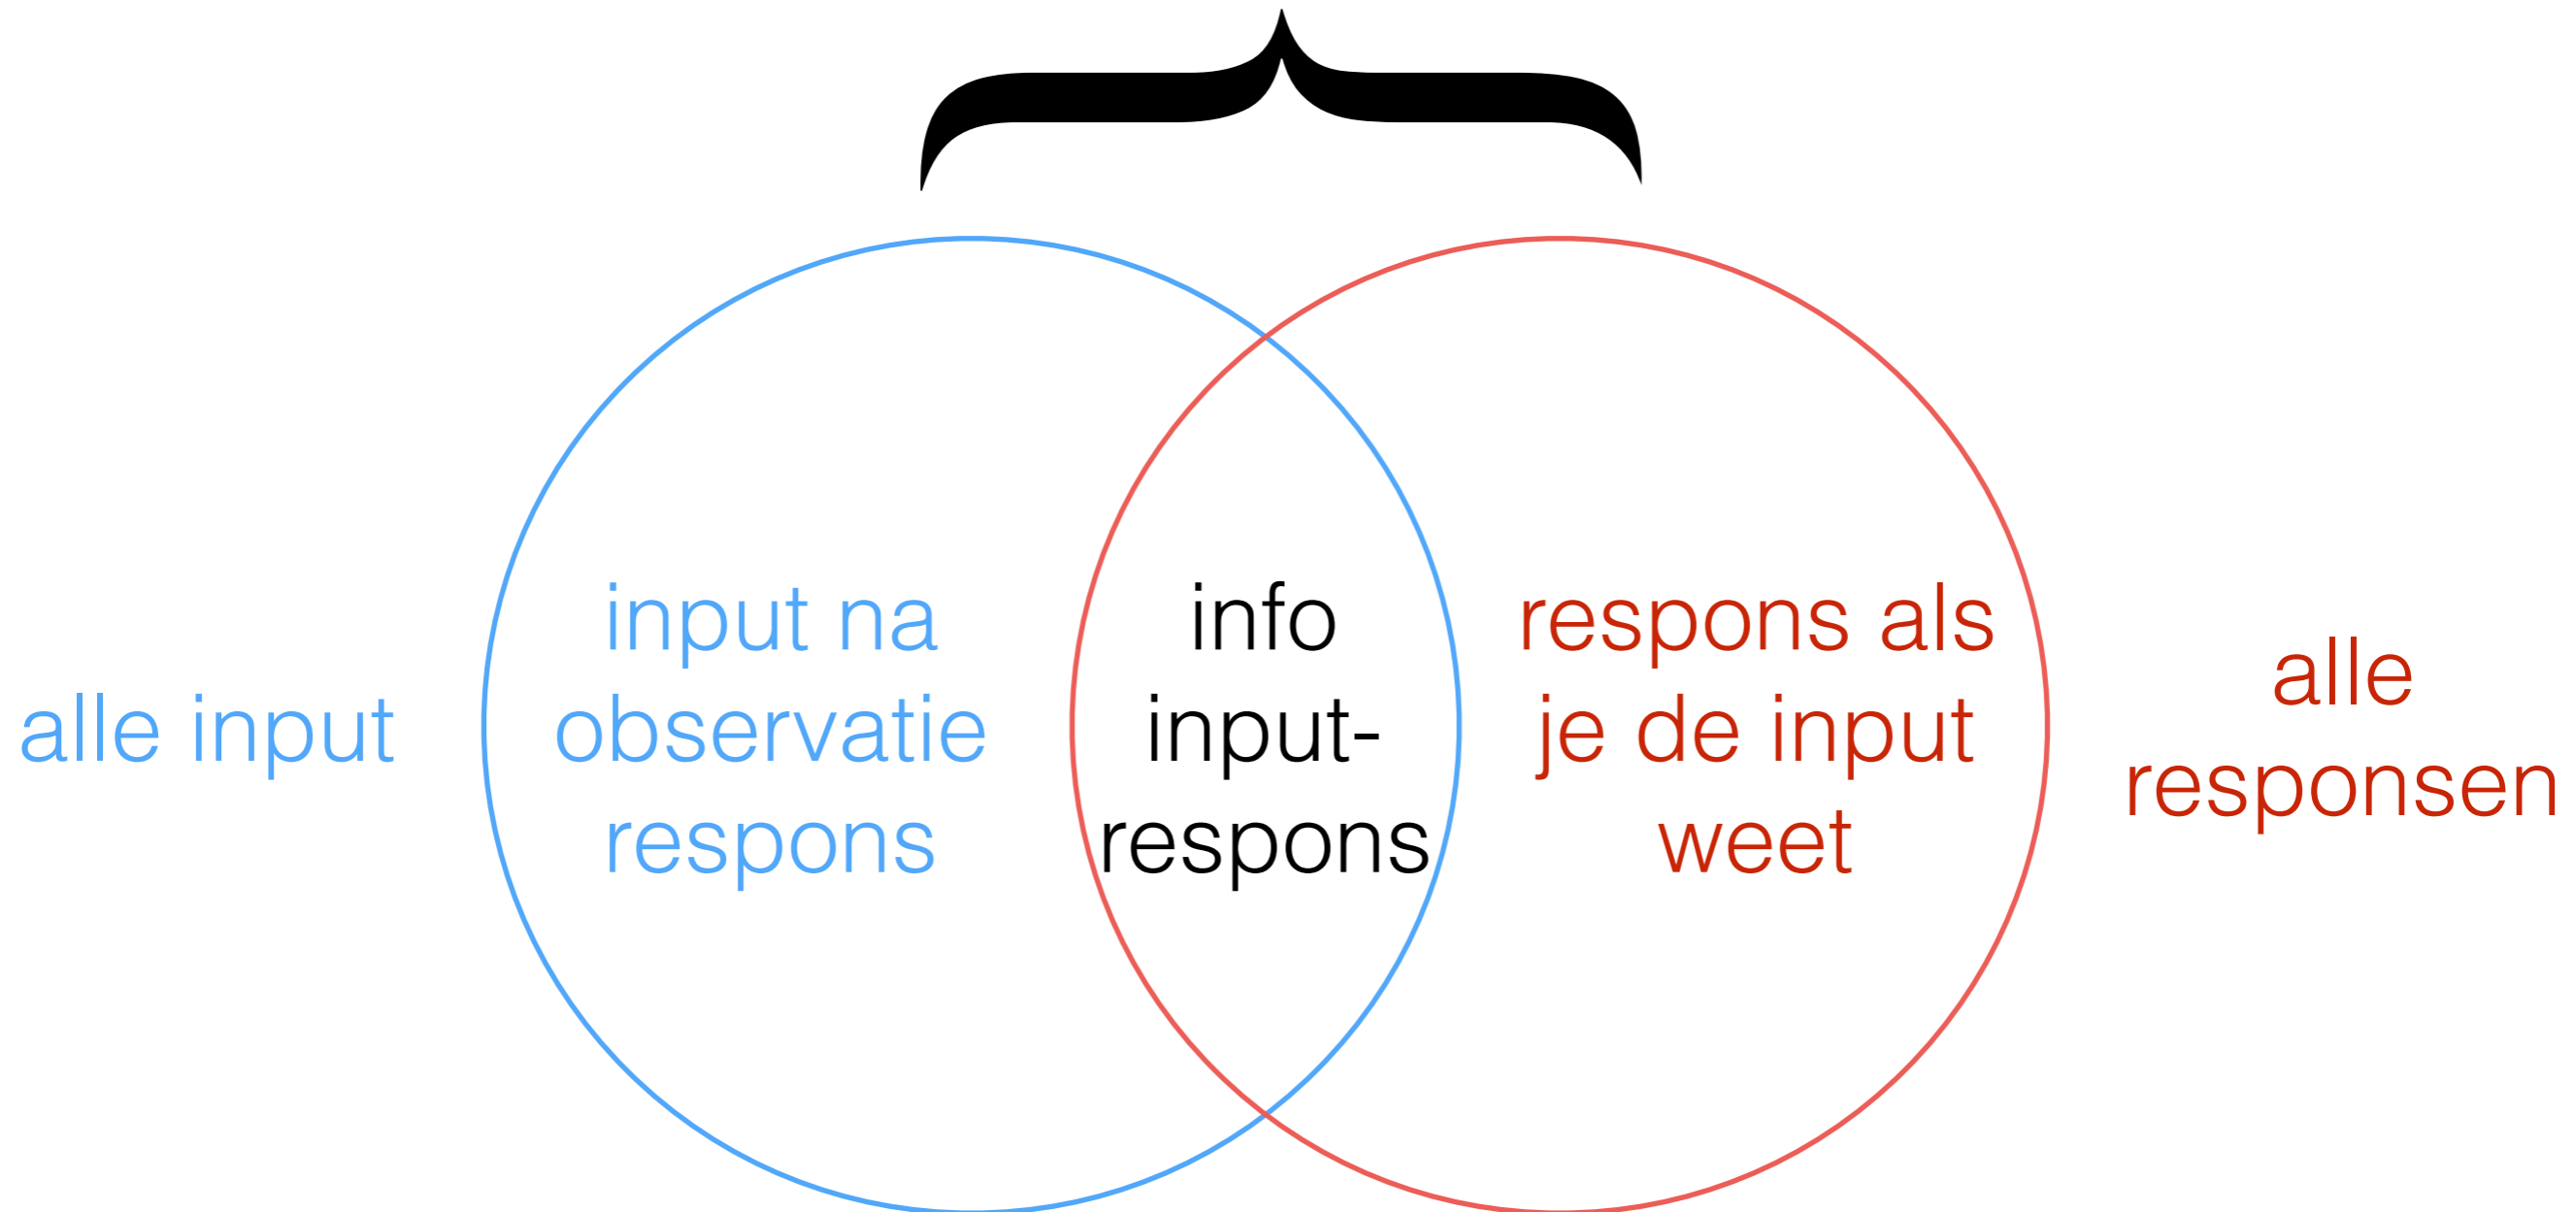 alle input
input na
observatie
respons
info
input-
respons
respons als
je de input
weet
alle
responsen